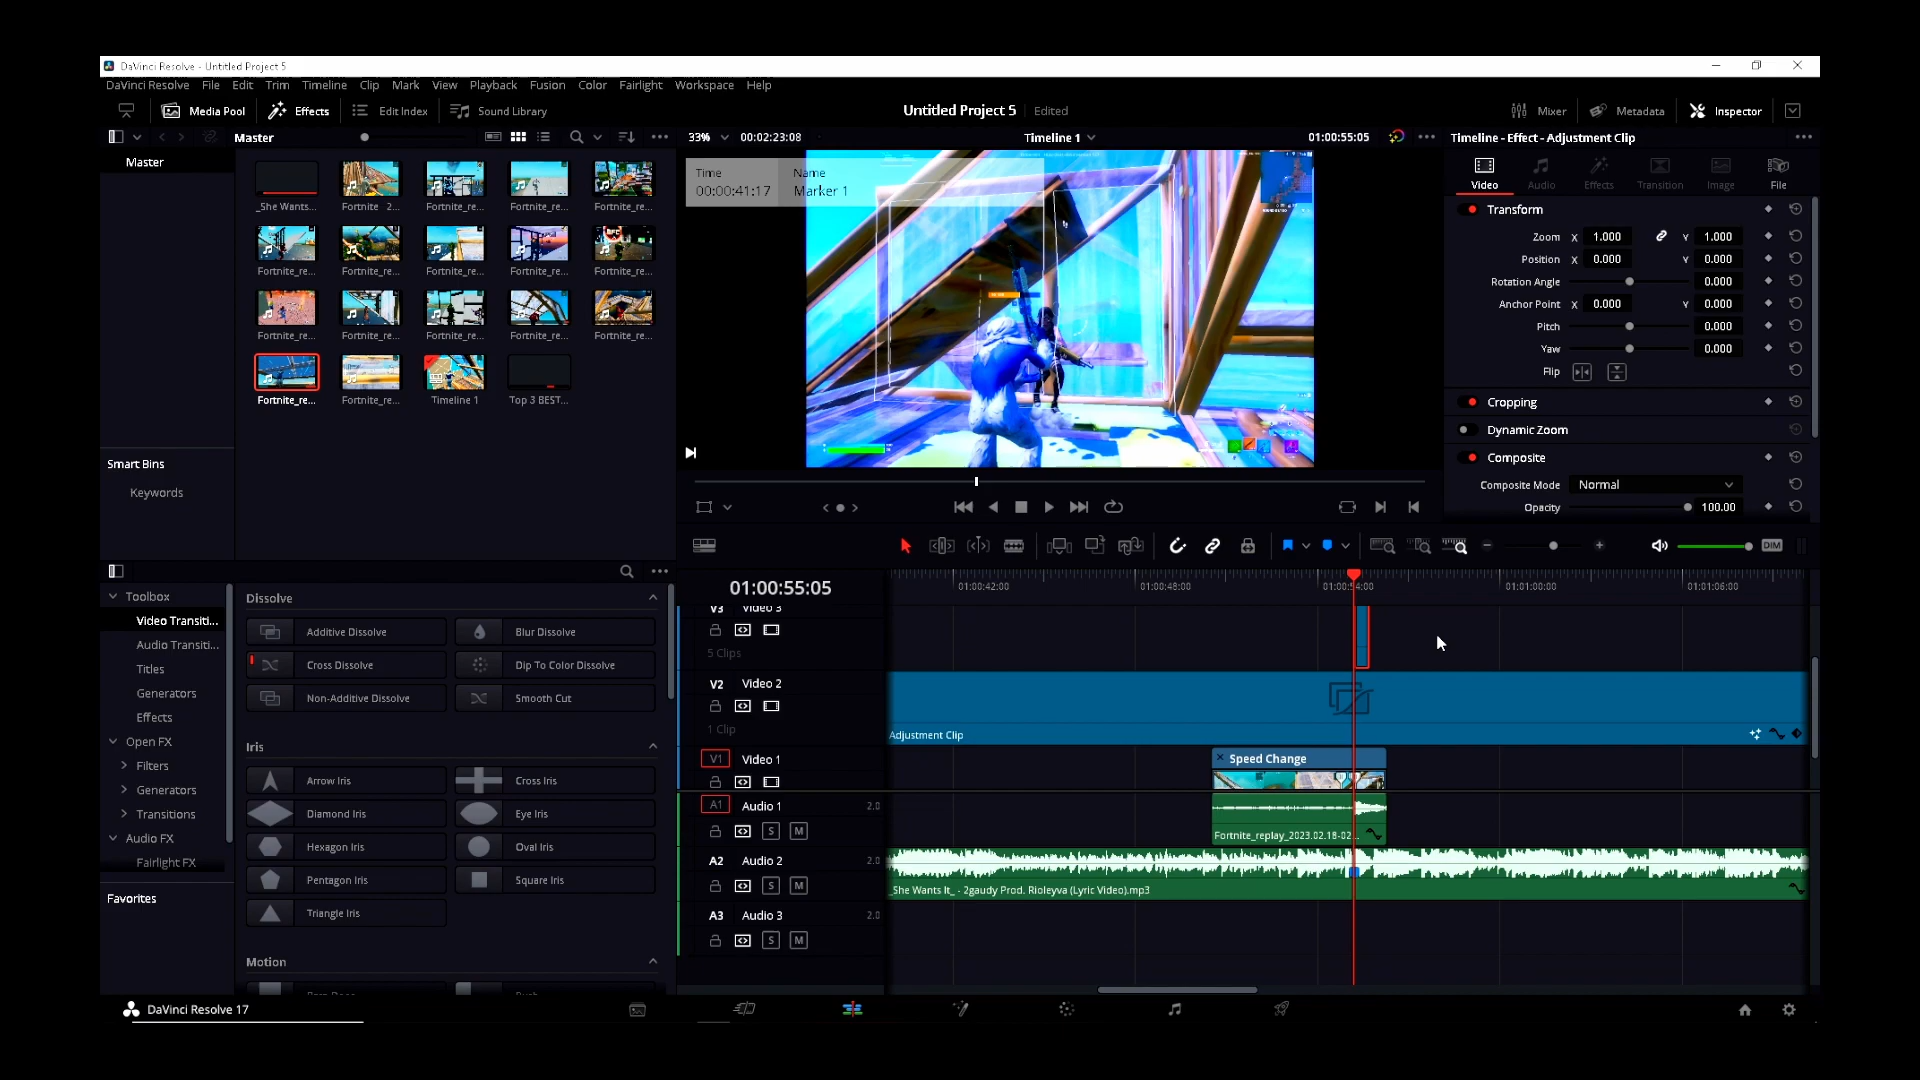 DaVinci Resolve - Untitled Project 5
DaVinci Resolve File Edit Trim Timeline Clip Mark View Playback Fusion Color Fairlight Workspace Help
Media Pool Effects Edit Index Sound Library Untitled Project 5 Edited Mixer Metadata Inspector
Master 33% 00:02:23:08 Timeline 1 01:00:55:05 Timeline - Effect - Adjustment Clip
Master
_She Wants... Fortnite 2... Fortnite_re... Fortnite_re... Fortnite_re...
Fortnite_re... Fortnite_re... Fortnite_re... Fortnite_re... Fortnite_re...
Fortnite_re... Fortnite_re... Fortnite_re... Fortnite_re... Fortnite_re...
Fortnite_re... Fortnite_re... Timeline 1 Top 3 BEST...
Smart Bins
Keywords
Time Name
00:00:41:17 Marker 1
Video Audio Effects Transition Image File
Transform
Zoom X 1.000 Y 1.000
Position X 0.000 Y 0.000
Rotation Angle 0.000
Anchor Point X 0.000 Y 0.000
Pitch 0.000
Yaw 0.000
Flip
Cropping
Dynamic Zoom
Composite
Composite Mode Normal
Opacity 100.00
DIM
Toolbox
Video Transiti...
Audio Transiti...
Titles
Generators
Effects
Open FX
Filters
Generators
Transitions
Audio FX
Fairlight FX
Favorites
Dissolve
Additive Dissolve Blur Dissolve
Cross Dissolve Dip To Color Dissolve
Non-Additive Dissolve Smooth Cut
Iris
Arrow Iris Cross Iris
Diamond Iris Eye Iris
Hexagon Iris Oval Iris
Pentagon Iris Square Iris
Triangle Iris
Motion
01:00:55:05
01:00:42:00 01:00:48:00 01:00:54:00 01:00:00:00 01:01:06:00
V3 Video 3
5 Clips
V2 Video 2
1 Clip
Adjustment Clip
V1 Video 1
Speed Change
A1 Audio 1 2.0
S M
Fortnite_replay_2023.02.18-02...
A2 Audio 2 2.0
S M
_She Wants It_ - 2gaudy Prod. Rioleyva (Lyric Video).mp3
A3 Audio 3 2.0
S M
DaVinci Resolve 17